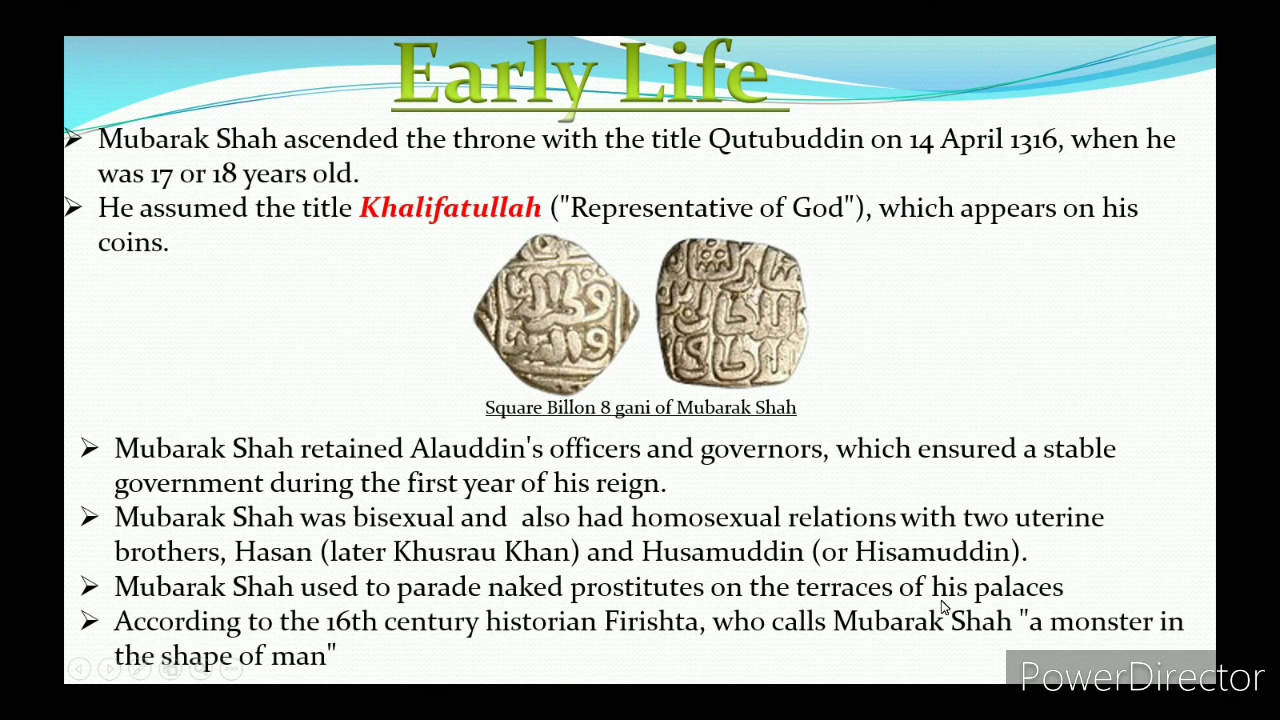 Early Life
➢ Mubarak Shah ascended the throne with the title Qutubuddin on 14 April 1316, when he
was 17 or 18 years old.
➢ He assumed the title Khalifatullah ("Representative of God"), which appears on his
coins.
Square Billon 8 gani of Mubarak Shah
➢ Mubarak Shah retained Alauddin's officers and governors, which ensured a stable
government during the first year of his reign.
➢ Mubarak Shah was bisexual and also had homosexual relations with two uterine
brothers, Hasan (later Khusrau Khan) and Husamuddin (or Hisamuddin).
➢ Mubarak Shah used to parade naked prostitutes on the terraces of his palaces
➢ According to the 16th century historian Firishta, who calls Mubarak Shah "a monster in
the shape of man"
PowerDirector